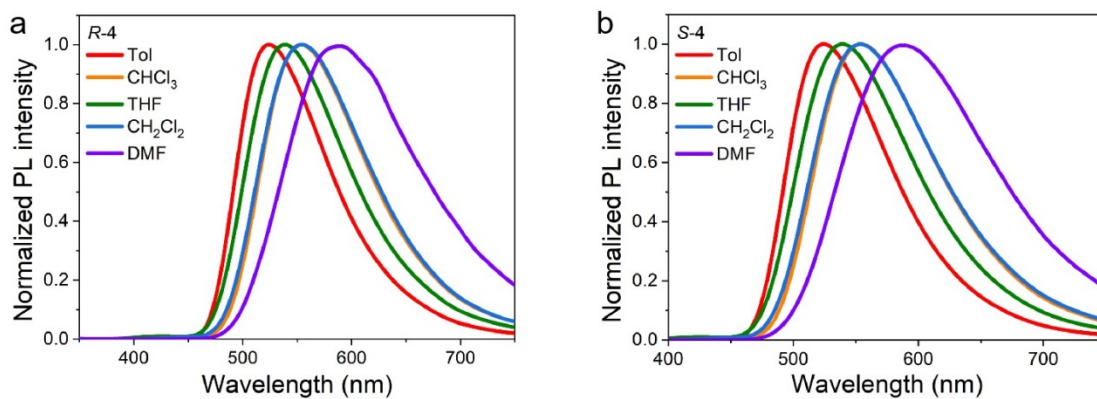 a
R-4
Tol
CHCl₃
THF
CH₂Cl₂
DMF
Normalized PL intensity
1.0
0.8
0.6
0.4
0.2
0.0
400 500 600 700
Wavelength (nm)
b
S-4
Tol
CHCl₃
THF
CH₂Cl₂
DMF
Normalized PL intensity
1.0
0.8
0.6
0.4
0.2
0.0
400 500 600 700
Wavelength (nm)